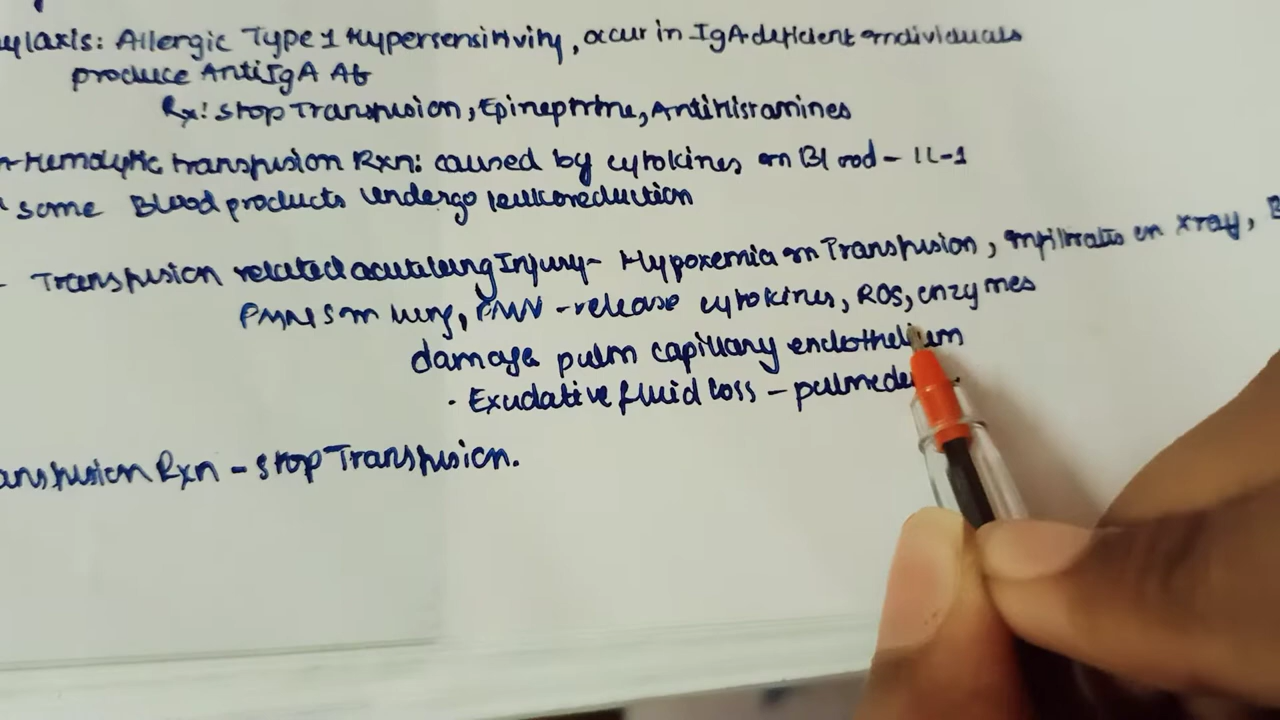 ylaxis: Allergic Type 1 Hypersensitivity, occur in IgA deficient individuals
produce Anti IgA Ab
Rx: stop Transfusion, Epinephrine, Antihistamines
Hemolytic transfusion Rxn: caused by cytokines in Blood - IL-1
some Blood products undergo leukoreduction
- Transfusion related acute lung Injury - Hypoxemia in Transfusion, infiltrates on xray,
PMNs in lung, PMN - release cytokines, ROS, enzymes
damage pulm capillary endothelium
. Exudative fluid loss - pulm
ansfusion Rxn - stop Transfusion.